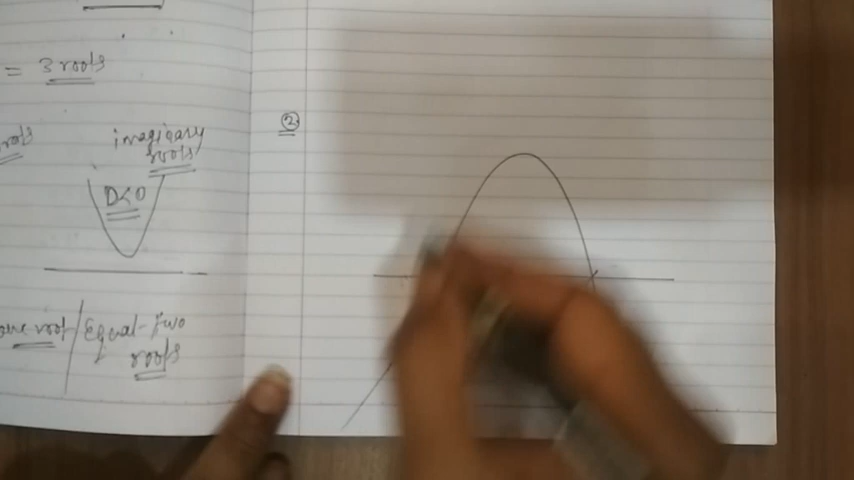 = 3 roots
imaginary
roots
D<0
one root / Equal-two
roots
②